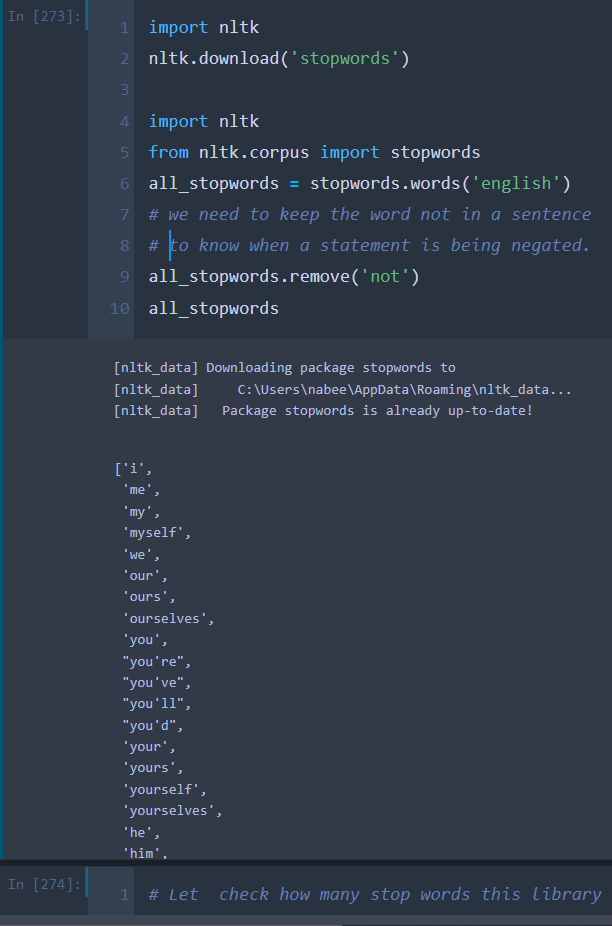 In [273]:
1 import nltk
2 nltk.download('stopwords')
3
4 import nltk
5 from nltk.corpus import stopwords
6 all_stopwords = stopwords.words('english')
7 # we need to keep the word not in a sentence
8 # to know when a statement is being negated.
9 all_stopwords.remove('not')
10 all_stopwords
[nltk_data] Downloading package stopwords to
[nltk_data]     C:\Users\nabee\AppData\Roaming\nltk_data...
[nltk_data]   Package stopwords is already up-to-date!
['i',
'me',
'my',
'myself',
'we',
'our',
'ours',
'ourselves',
'you',
"you're",
"you've",
"you'll",
"you'd",
'your',
'yours',
'yourself',
'yourselves',
'he',
'him',
In [274]:
1 # Let  check how many stop words this library